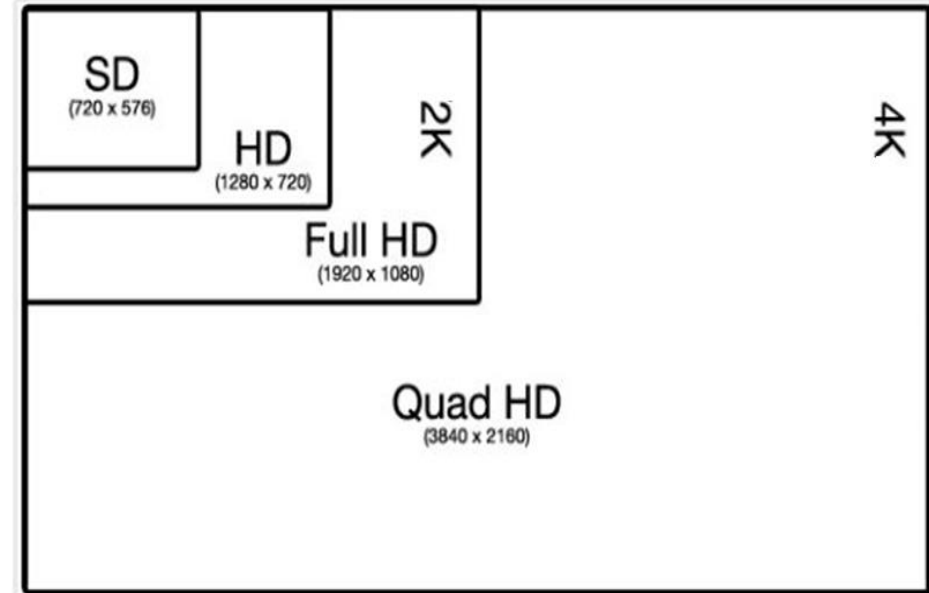 SD
(720 x 576)
HD
(1280 x 720)
2K
Full HD
(1920 x 1080)
4K
Quad HD
(3840 x 2160)